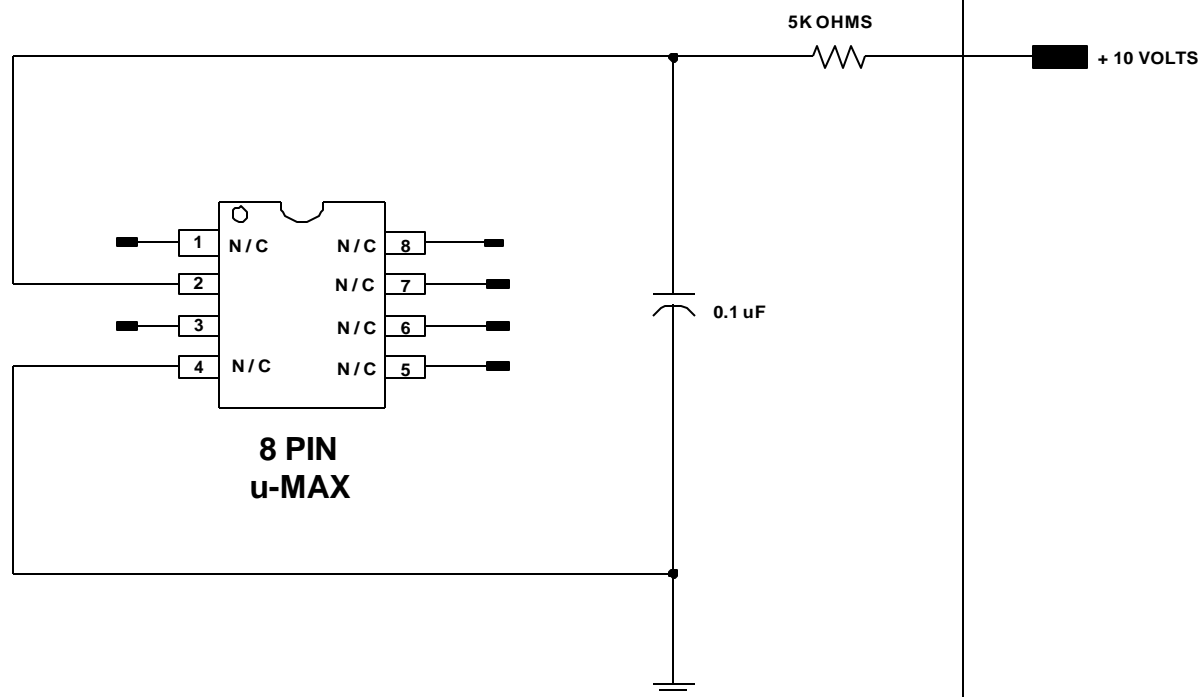 5K OHMS
+ 10 VOLTS
1 N/C N/C 8
2 N/C 7
3 N/C 6
4 N/C N/C 5
0.1 uF
8 PIN
u-MAX